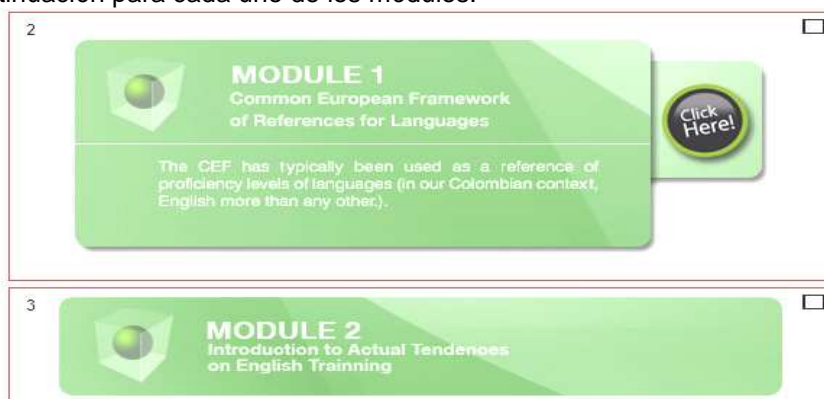 tinuación para cada uno de los módulos.
2
MODULE 1
Common European Framework
of References for Languages
Click
Here!
The CEF has typically been used as a reference of
proficiency levels of languages (in our Colombian context,
English more than any other.).
3
MODULE 2
Introduction to Actual Tendences
on English Trainning